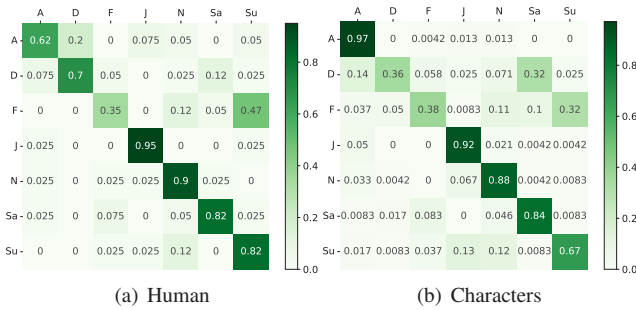 A D F J N Sa Su
A 0.62 0.2 0 0.075 0.05 0 0.05
D 0.075 0.7 0.05 0 0.025 0.12 0.025
F 0 0 0.35 0 0.12 0.05 0.47
J 0.025 0 0 0.95 0 0 0.025
N 0.025 0 0.025 0.025 0.9 0.025 0
Sa 0.025 0 0.075 0 0.05 0.82 0.025
Su 0 0 0.025 0.025 0.12 0 0.82
0.8
0.6
0.4
0.2
0.0
(a) Human
A D F J N Sa Su
A 0.97 0 0.0042 0.013 0.013 0 0
D 0.14 0.36 0.058 0.025 0.071 0.32 0.025
F 0.037 0.05 0.38 0.0083 0.11 0.1 0.32
J 0.05 0 0 0.92 0.021 0.0042 0.0042
N 0.033 0.0042 0 0.067 0.88 0.0042 0.0083
Sa 0.0083 0.017 0.083 0 0.046 0.84 0.0083
Su 0.017 0.0083 0.037 0.13 0.12 0.0083 0.67
0.8
0.6
0.4
0.2
0.0
(b) Characters